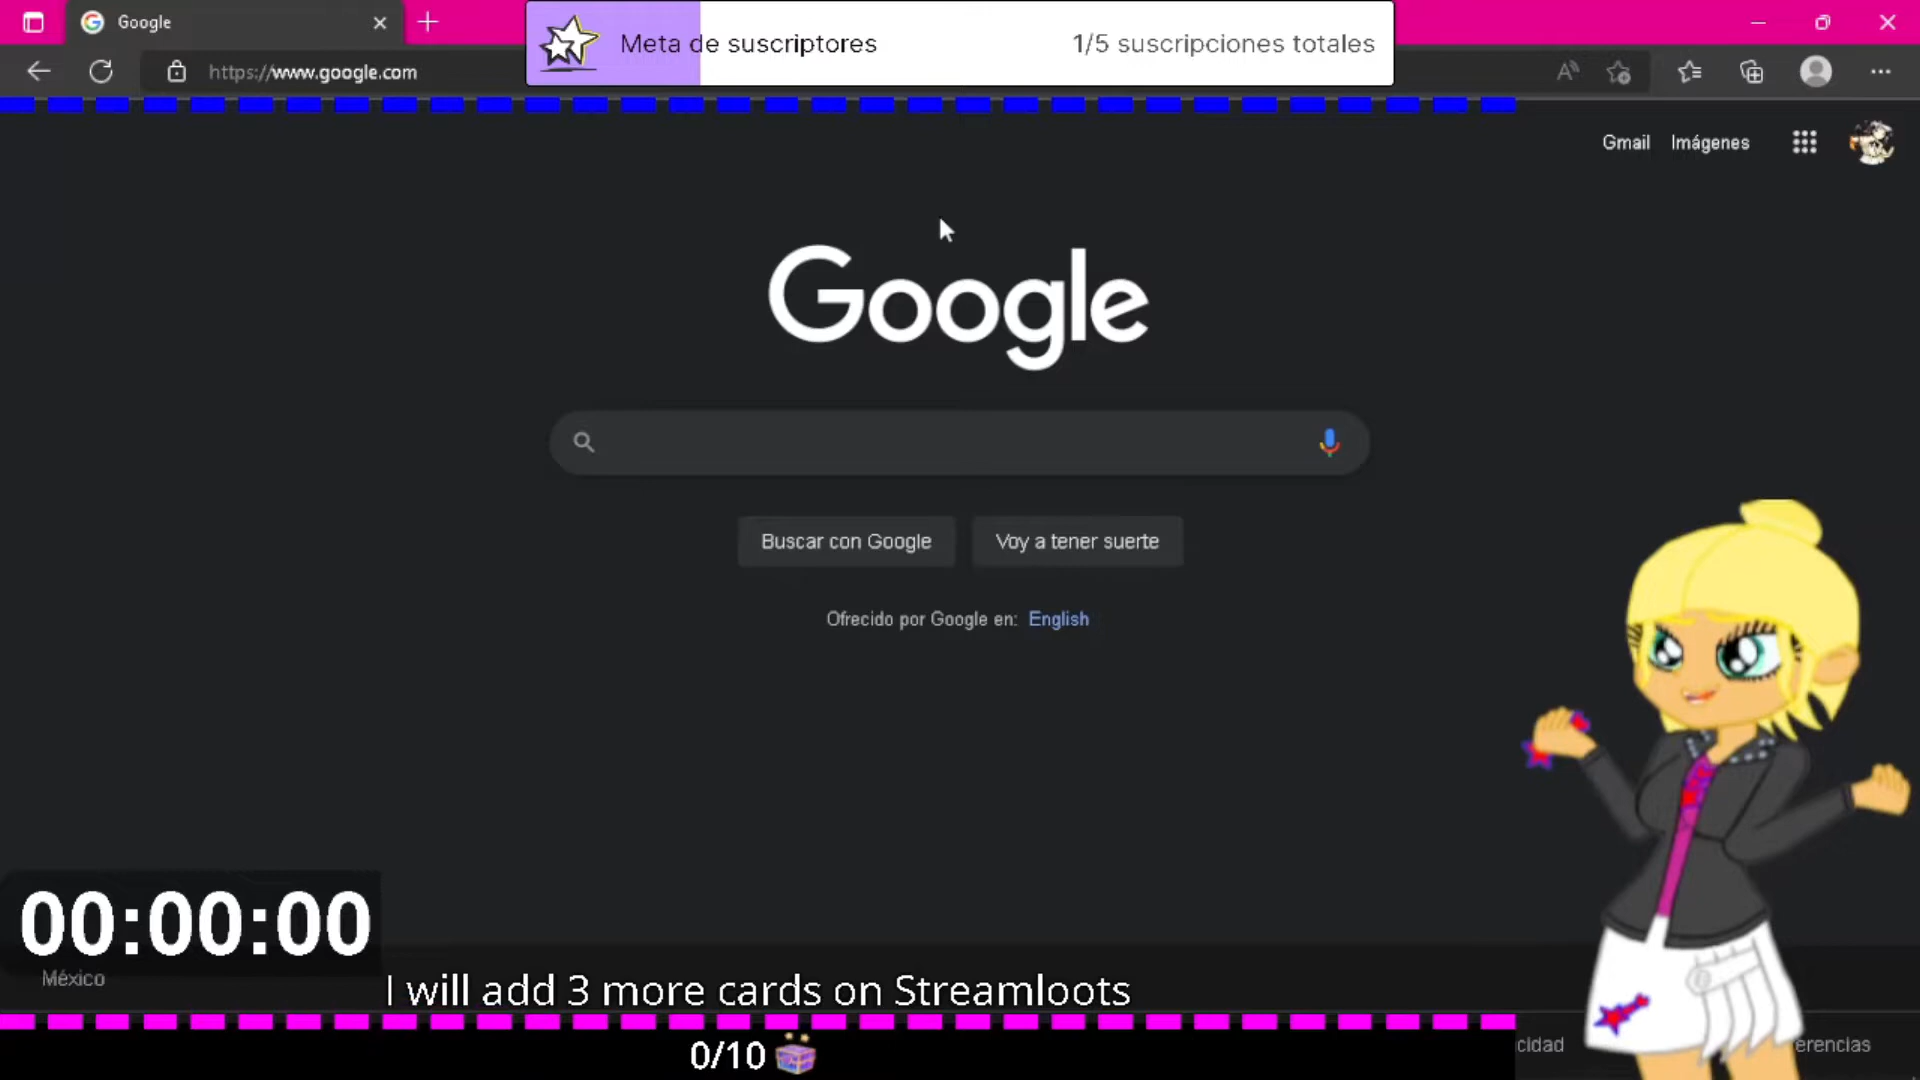 Google
Meta de suscriptores 1/5 suscripciones totales
https://www.google.com
Gmail Imágenes
Google
Buscar con Google Voy a tener suerte
Ofrecido por Google en: English
00:00:00
México
I will add 3 more cards on Streamloots
0/10
cidad erencias